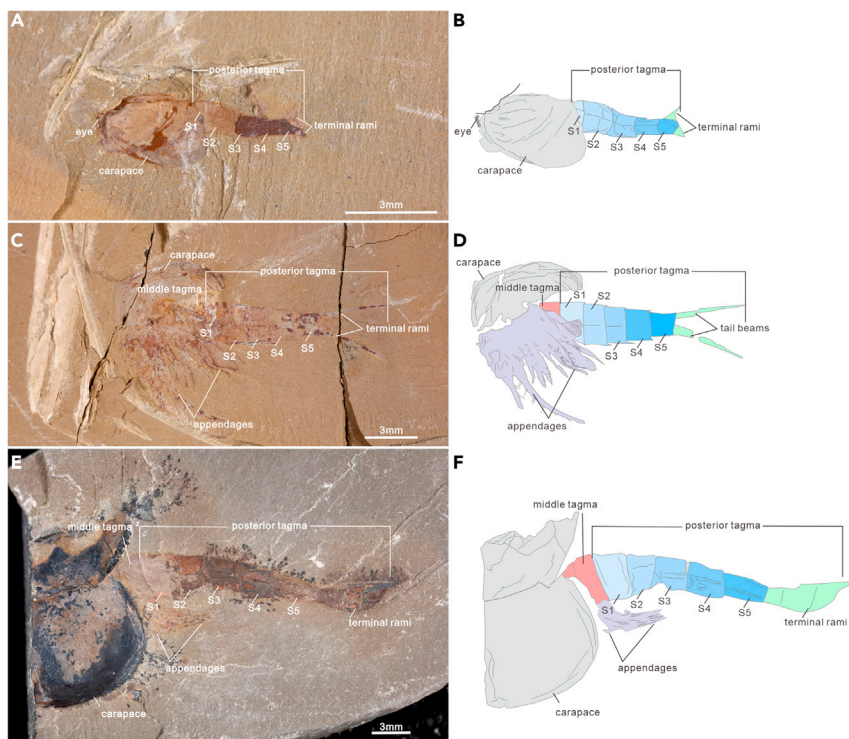 A
posterior tagma
eye
S1
S2
S3
S4
S5
terminal rami
carapace
3mm
B
posterior tagma
eye
S1
S2
S3
S4
S5
terminal rami
carapace
C
carapace
posterior tagma
middle tagma
S1
terminal rami
S2
S3
S4
S5
appendages
3mm
D
carapace
posterior tagma
middle tagma
S1
S2
tail beams
S3
S4
S5
appendages
E
middle tagma
posterior tagma
S1
S2
S3
S4
S5
terminal rami
appendages
carapace
3mm
F
middle tagma
posterior tagma
S1
S2
S3
S4
S5
terminal rami
appendages
carapace